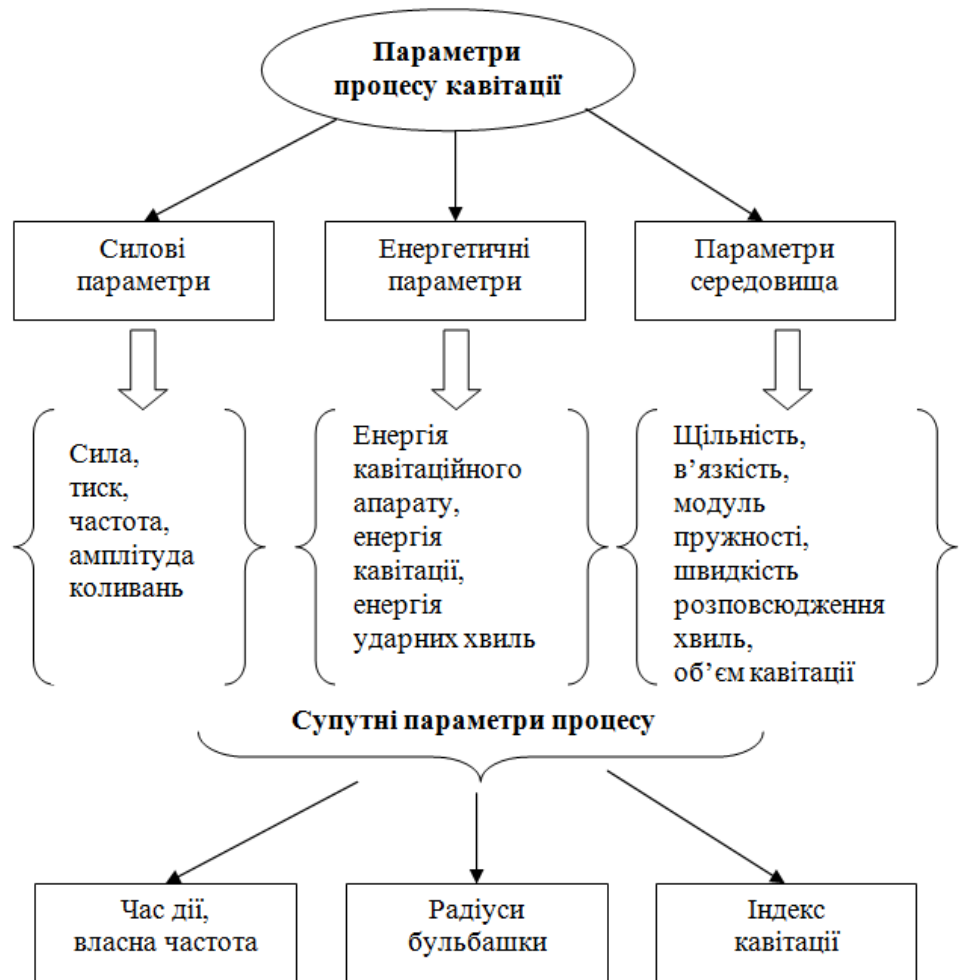 Параметри
процесу кавітації
Силові
параметри
Енергетичні
параметри
Параметри
середовища
Сила,
тиск,
частота,
амплітуда
коливань
Енергія
кавітаційного
апарату,
енергія
кавітації,
енергія
ударних хвиль
Щільність,
в’язкість,
модуль
пружності,
швидкість
розповсюдження
хвиль,
об’єм кавітації
Супутні параметри процесу
Час дії,
власна частота
Радіуси
бульбашки
Індекс
кавітації